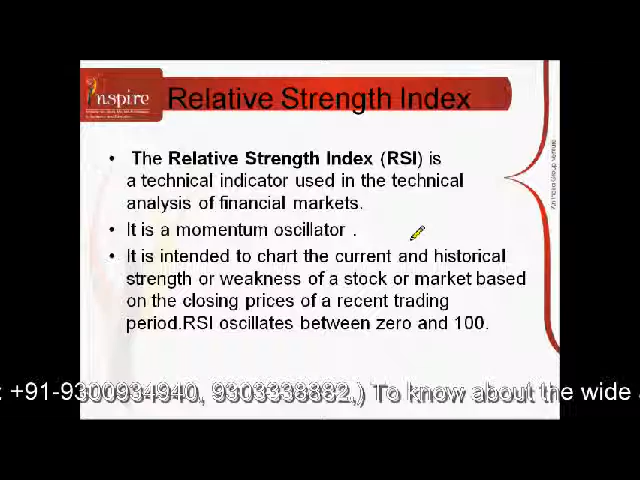 inspire
Relative Strength Index
• The Relative Strength Index (RSI) is
a technical indicator used in the technical
analysis of financial markets.
• It is a momentum oscillator .
• It is intended to chart the current and historical
strength or weakness of a stock or market based
on the closing prices of a recent trading
period.RSI oscillates between zero and 100.
: +91-9300934940, 9303338882,) To know about the wide